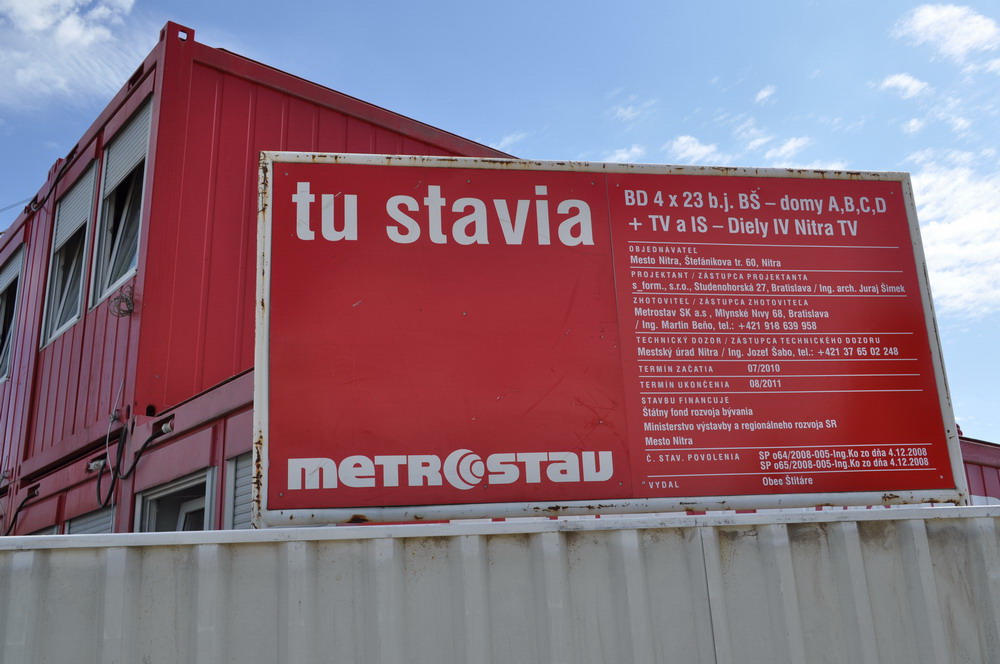 tu stavia
METROSTAV
BD 4 x 23 b.j. BŠ – domy A,B,C,D
+ TV a IS – Diely IV Nitra TV
OBJEDNÁVATEĽ
Mesto Nitra, Štefánikova tr. 60, Nitra
PROJEKTANT / ZÁSTUPCA PROJEKTANTA
s_form., s.r.o., Studenohorská 27, Bratislava / Ing. arch. Juraj Šimek
ZHOTOVITEĽ / ZÁSTUPCA ZHOTOVITEĽA
Metrostav SK a.s , Mlynské Nivy 68, Bratislava
/ Ing. Martin Beňo, tel.: +421 918 639 958
TECHNICKÝ DOZOR / ZÁSTUPCA TECHNICKÉHO DOZORU
Mestský úrad Nitra / Ing. Jozef Šabo, tel.: +421 37 65 02 248
TERMÍN ZAČATIA 07/2010
TERMÍN UKONČENIA 08/2011
STAVBU FINANCUJE
Štátny fond rozvoja bývania
Ministerstvo výstavby a regionálneho rozvoja SR
Mesto Nitra
Č. STAV. POVOLENIA SP o64/2008-005-Ing.Ko zo dňa 4.12.2008
SP o65/2008-005-Ing.Ko zo dňa 4.12.2008
VYDAL Obec Štitáre